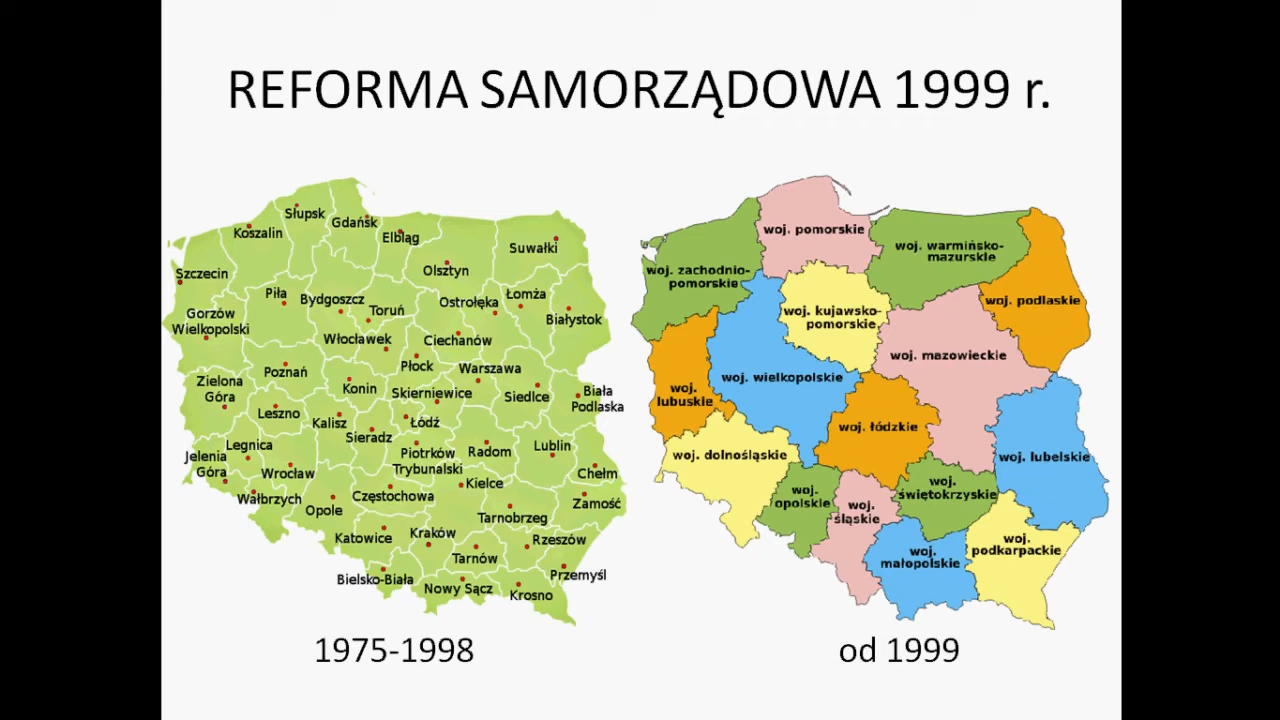 REFORMA SAMORZĄDOWA 1999 r.
Słupsk
Gdańsk
Koszalin
Elbląg
Suwałki
Szczecin
Olsztyn
Piła
Bydgoszcz
Toruń
Ostrołęka
Łomża
Białystok
Gorzów
Wielkopolski
Włocławek
Ciechanów
Płock
Warszawa
Poznań
Konin
Skierniewice
Siedlce
Biała
Podlaska
Zielona
Góra
Leszno
Kalisz
Łódź
Sieradz
Legnica
Piotrków
Trybunalski
Radom
Lublin
Jelenia
Góra
Wrocław
Kielce
Chełm
Wałbrzych
Opole
Częstochowa
Tarnobrzeg
Zamość
Katowice
Kraków
Rzeszów
Tarnów
Bielsko-Biała
Nowy Sącz
Przemyśl
Krosno
1975-1998
woj. pomorskie
woj. warmińsko-
mazurskie
woj. zachodnio-
pomorskie
woj. podlaskie
woj. kujawsko-
pomorskie
woj. mazowieckie
woj. wielkopolskie
woj.
lubuskie
woj. łódzkie
woj. dolnośląskie
woj. lubelskie
woj.
opolskie
woj.
śląskie
woj.
świętokrzyskie
woj.
małopolskie
woj.
podkarpackie
od 1999